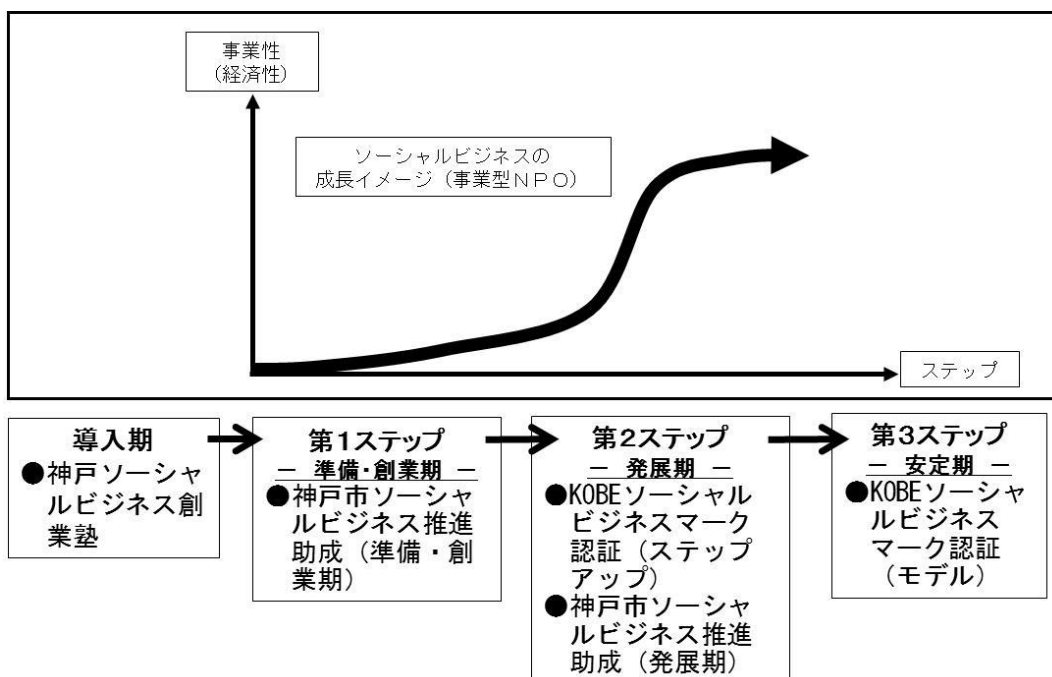 事業性
(経済性)
ソーシャルビジネスの
成長イメージ（事業型ＮＰＯ）
ステップ
導入期
●神戸ソーシャ
ルビジネス創
業塾
第1ステップ
― 準備・創業期 ―
●神戸市ソーシャ
ルビジネス推進
助成（準備・創
業期）
第2ステップ
― 発展期 ―
●KOBEソーシャル
ビジネスマーク
認証（ステップ
アップ）
●神戸市ソーシャ
ルビジネス推進
助成（発展期）
第3ステップ
― 安定期 ―
●KOBEソーシャ
ルビジネス
マーク認証
（モデル）